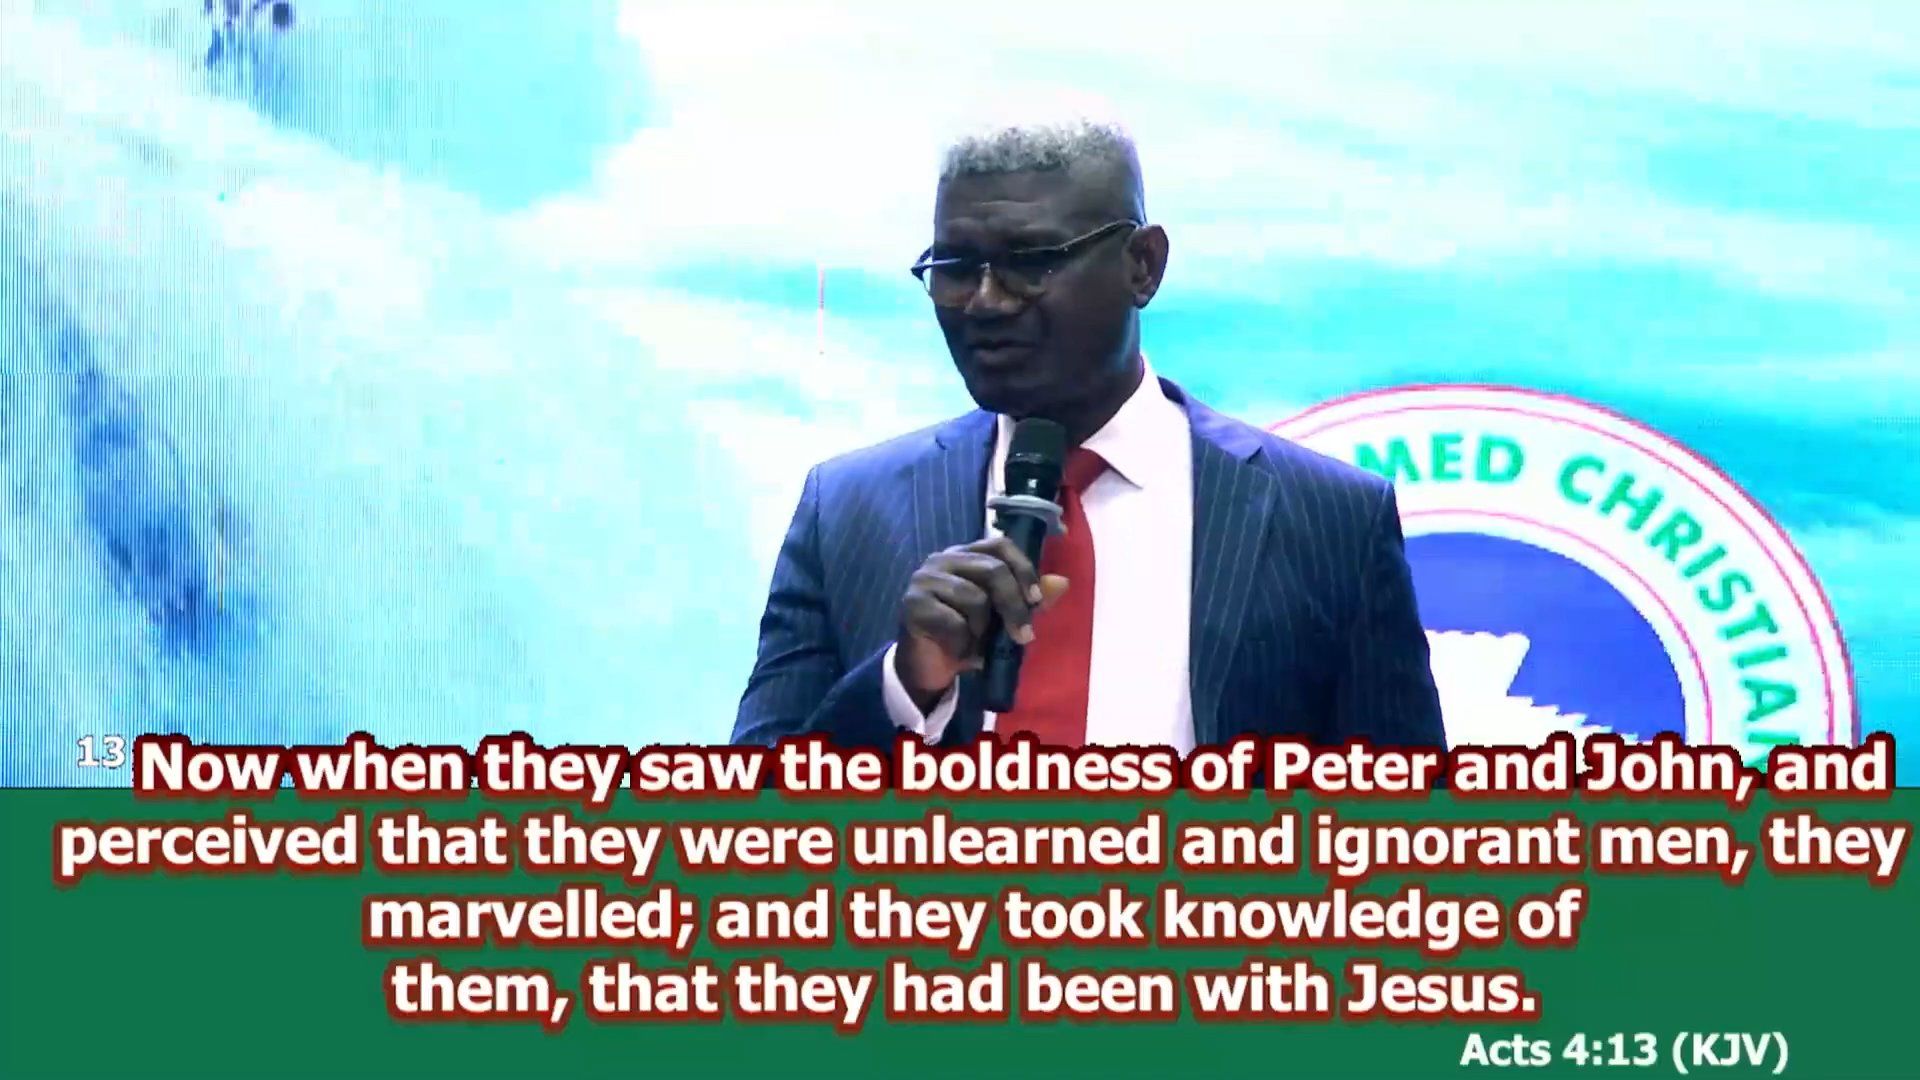 MED CHRISTIAN
13 Now when they saw the boldness of Peter and John, and
perceived that they were unlearned and ignorant men, they
marvelled; and they took knowledge of
them, that they had been with Jesus.
Acts 4:13 (KJV)